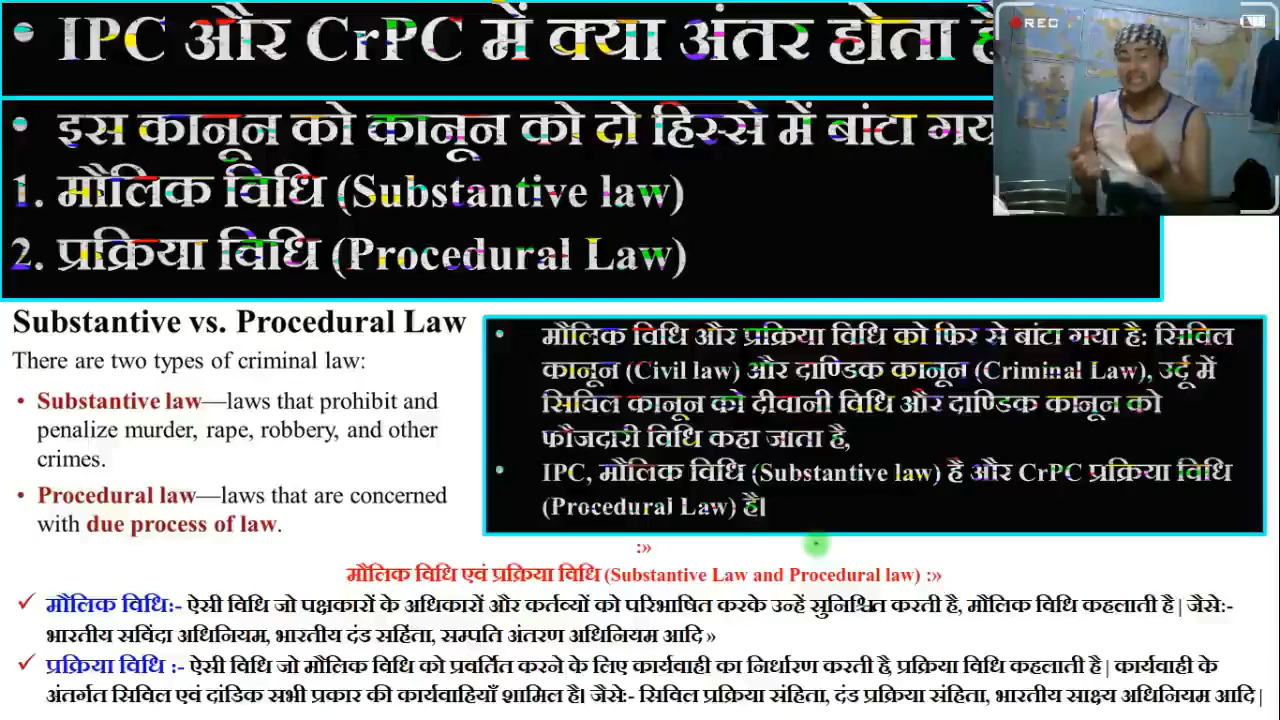 • IPC और CrPC में क्या अंतर होता
REC
• इस कानून को कानून को दो हिस्से में बांटा
1. मौलिक विधि (Substantive law)
2. प्रक्रिया विधि (Procedural Law)
Substantive vs. Procedural Law
There are two types of criminal law:
• Substantive law—laws that prohibit and
penalize murder, rape, robbery, and other
crimes.
• Procedural law—laws that are concerned
with due process of law.
• मौलिक विधि और प्रक्रिया विधि को फिर से बांटा गया है: सिविल
कानून (Civil law) और दाण्डिक कानून (Criminal Law), उर्दू में
सिविल कानून को दीवानी विधि और दाण्डिक कानून को
फौजदारी विधि कहा जाता है,
• IPC, मौलिक विधि (Substantive law) है और CrPC प्रक्रिया विधि
(Procedural Law) है।
:»
मौलिक विधि एवं प्रक्रिया विधि (Substantive Law and Procedural law) :»
✓ मौलिक विधि:- ऐसी विधि जो पक्षकारों के अधिकारों और कर्तव्यों को परिभाषित करके उन्हें सुनिश्चित करती है, मौलिक विधि कहलाती है | जैसे:-
भारतीय सविंदा अधिनियम, भारतीय दंड सहिंता, सम्पति अंतरण अधिनियम आदि »
✓ प्रक्रिया विधि :- ऐसी विधि जो मौलिक विधि को प्रवर्तित करने के लिए कार्यवाही का निर्धारण करती है, प्रक्रिया विधि कहलाती है | कार्यवाही के
अंतर्गत सिविल एवं दांडिक सभी प्रकार की कार्यवाहियाँ शामिल है। जैसे:- सिविल प्रक्रिया संहिता, दंड प्रक्रिया संहिता, भारतीय साक्ष्य अधिनियम आदि |